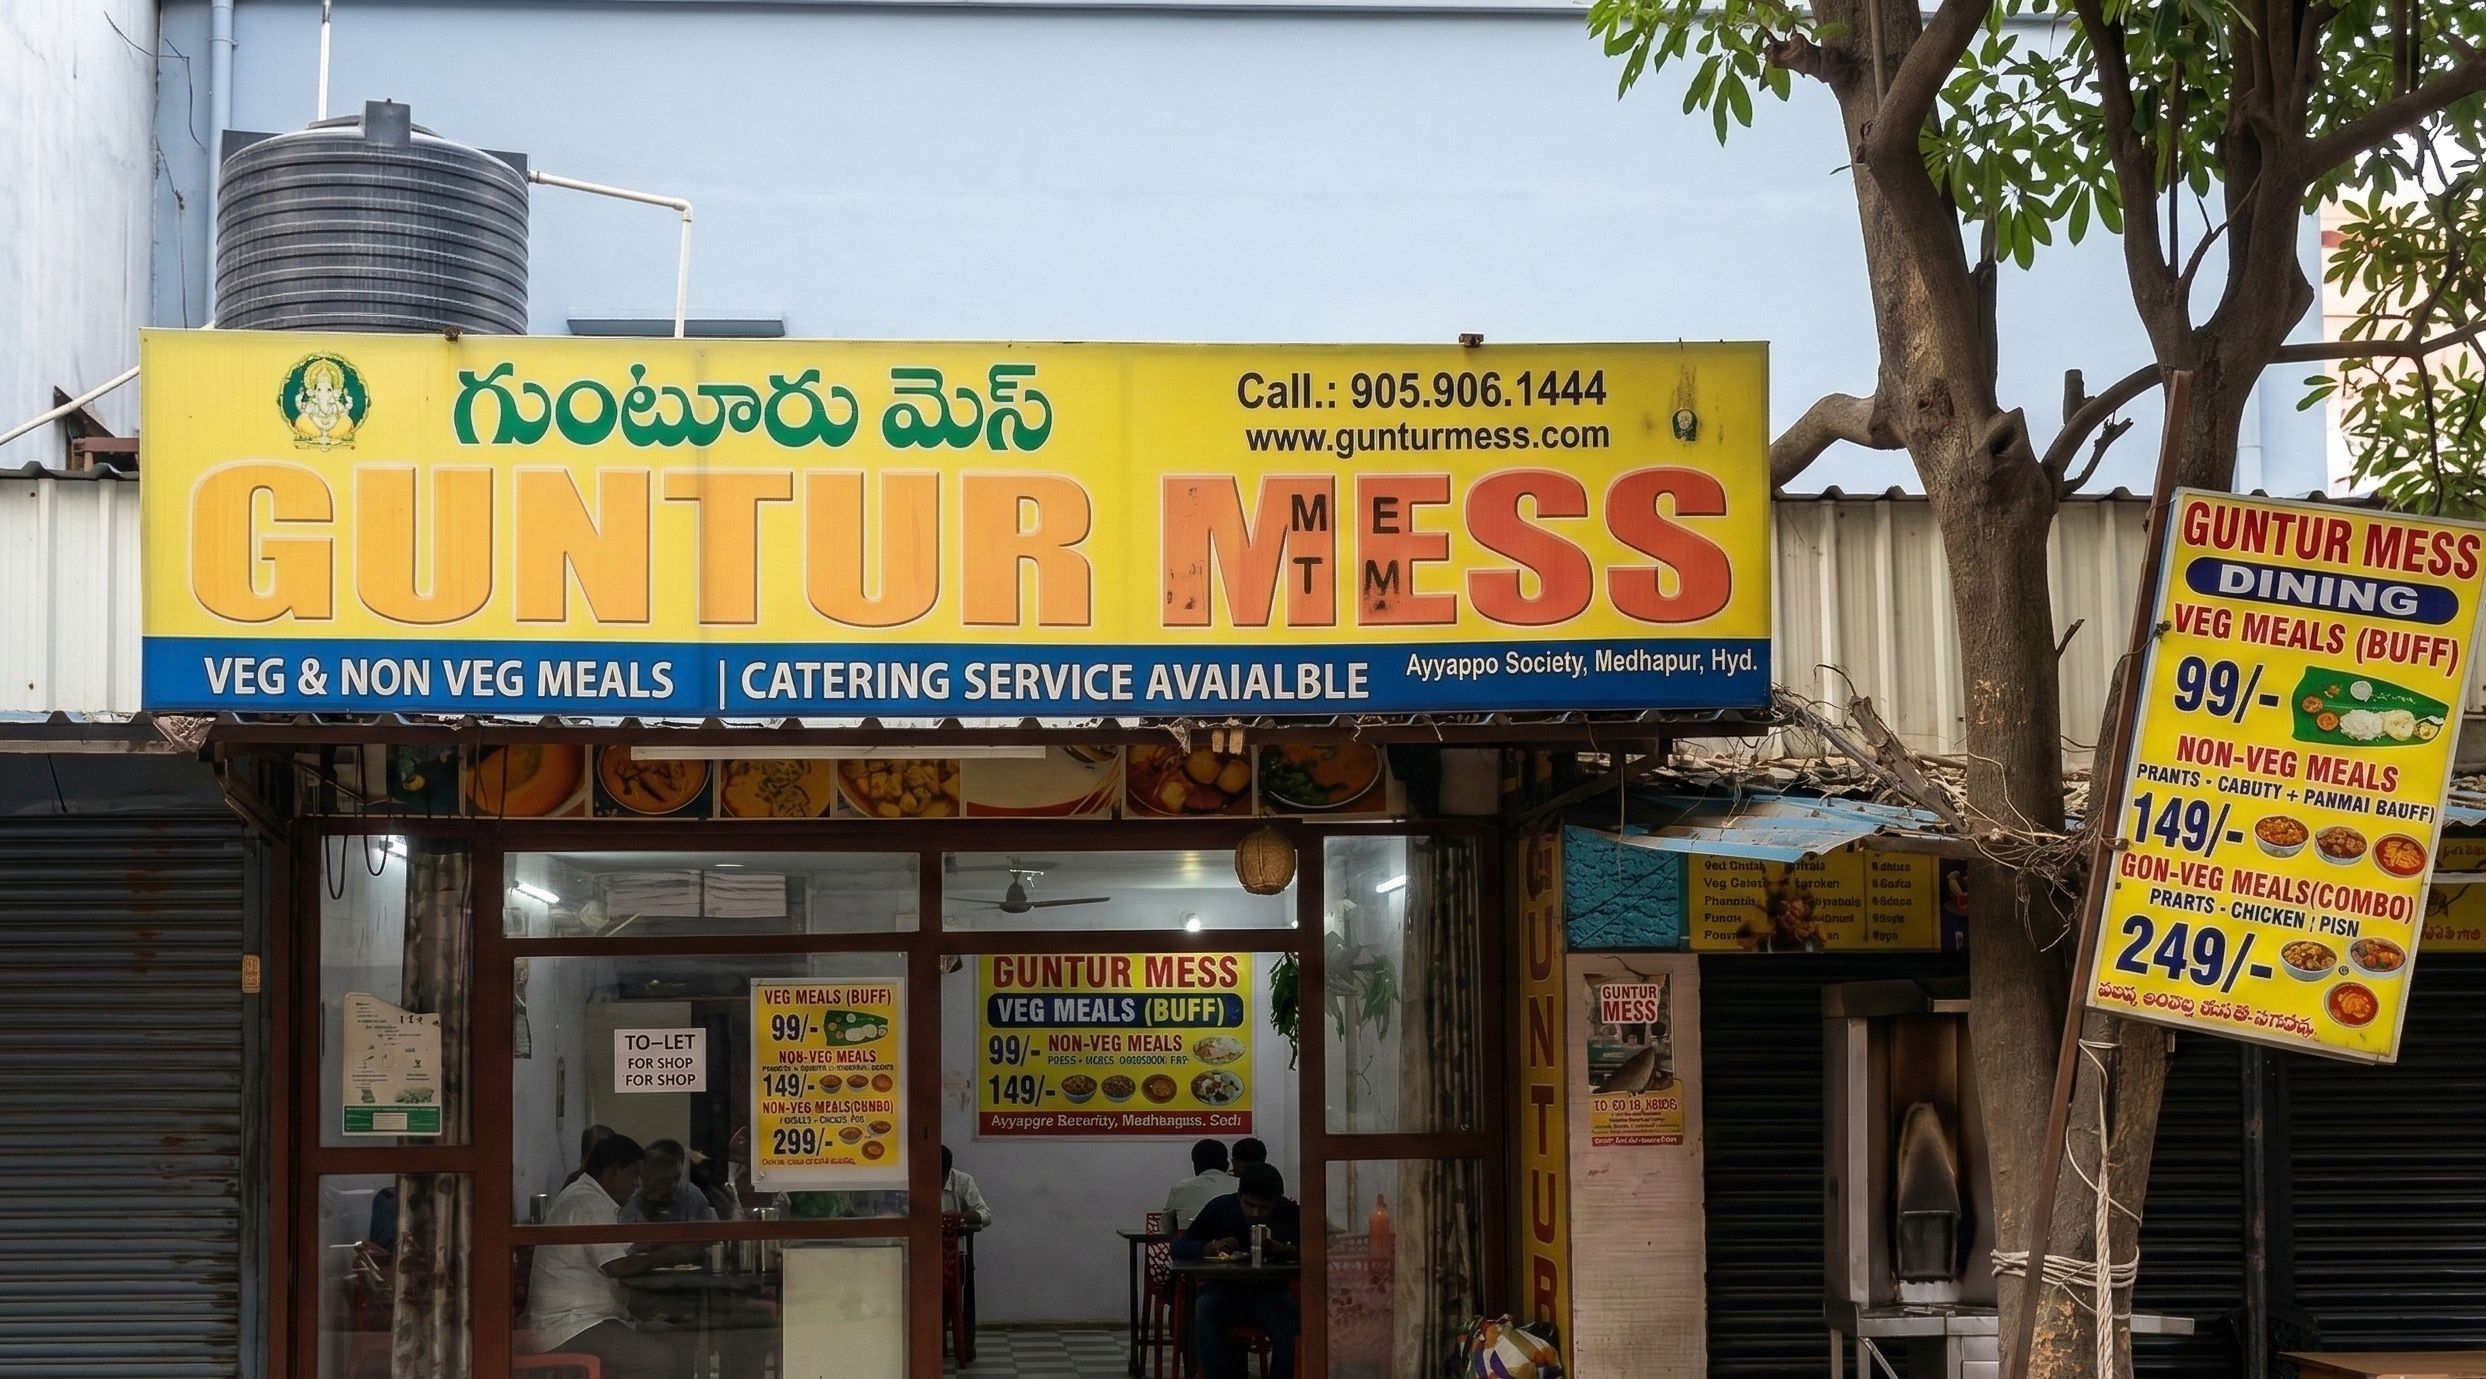 గుంటూరు మెస్
Call.: 905.906.1444
www.gunturmess.com
GUNTUR MESS
M E
T M
VEG & NON VEG MEALS | CATERING SERVICE AVAIALBLE
Ayyappo Society, Medhapur, Hyd.
GUNTUR MESS
DINING
VEG MEALS (BUFF)
99/-
NON-VEG MEALS
PRANTS - CABUTY + PANMAI BAUFF)
149/-
GON-VEG MEALS(COMBO)
PRARTS - CHICKEN / PISN
249/-
TO-LET
FOR SHOP
FOR SHOP
VEG MEALS (BUFF)
99/-
NON-VEG MEALS
149/-
NON-VEG MEALS(CHNBO)
299/-
GUNTUR MESS
VEG MEALS (BUFF)
99/- NON-VEG MEALS
149/-
GUNTUR
GUNTUR
MESS